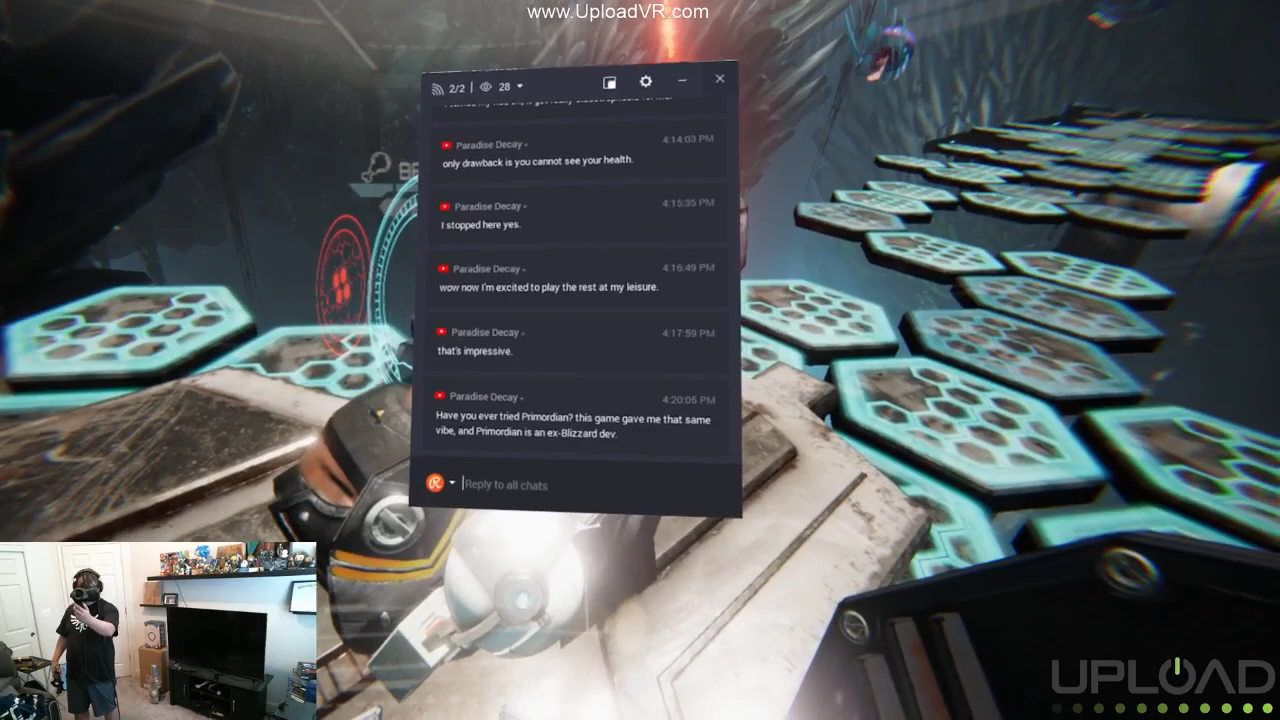 www.UploadVR.com
2/2 | 28
Paradise Decay
4:14:03 PM
only drawback is you cannot see your health.
Paradise Decay
4:15:35 PM
I stopped here yes.
Paradise Decay
4:16:49 PM
wow now I'm excited to play the rest at my leisure.
Paradise Decay
4:17:59 PM
that's impressive.
Paradise Decay
4:20:05 PM
Have you ever tried Primordian? this game gave me that same
vibe, and Primordian is an ex-Blizzard dev.
Reply to all chats
UPLOAD